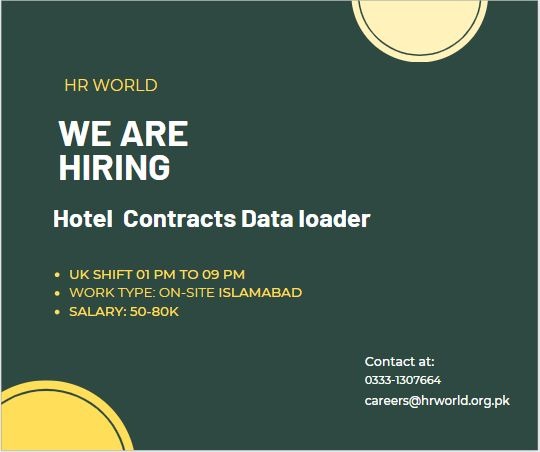 HR WORLD
WE ARE
HIRING
Hotel Contracts Data loader
• UK SHIFT 01 PM TO 09 PM
• WORK TYPE: ON-SITE ISLAMABAD
• SALARY: 50-80K
Contact at:
0333-1307664
careers@hrworld.org.pk